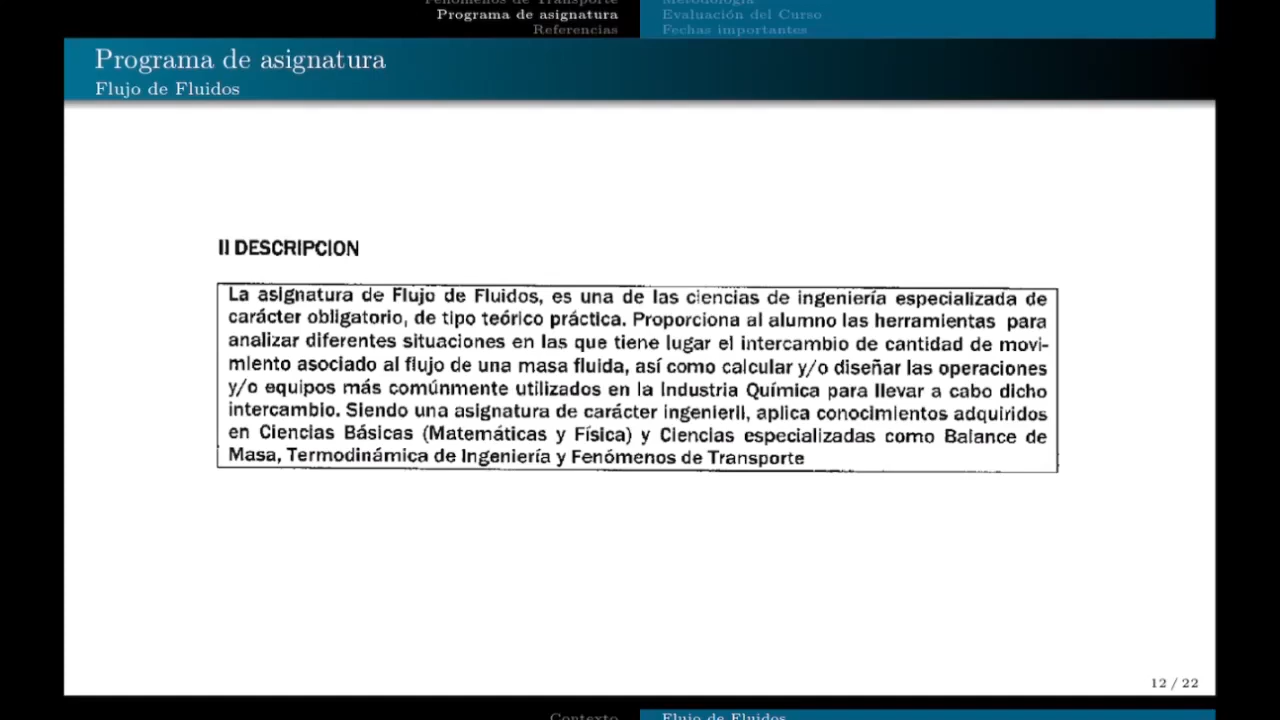 Fenómenos de Transporte
Programa de asignatura
Referencias
Metodología
Evaluación del Curso
Fechas importantes
Programa de asignatura
Flujo de Fluidos
II DESCRIPCION
La asignatura de Flujo de Fluidos, es una de las ciencias de ingeniería especializada de
carácter obligatorio, de tipo teórico práctica. Proporciona al alumno las herramientas para
analizar diferentes situaciones en las que tiene lugar el intercambio de cantidad de movi-
miento asociado al flujo de una masa fluida, así como calcular y/o diseñar las operaciones
y/o equipos más comúnmente utilizados en la Industria Química para llevar a cabo dicho
intercambio. Siendo una asignatura de carácter ingenieril, aplica conocimientos adquiridos
en Ciencias Básicas (Matemáticas y Física) y Ciencias especializadas como Balance de
Masa, Termodinámica de Ingeniería y Fenómenos de Transporte
12 / 22
Contexto
Flujo de Fluidos